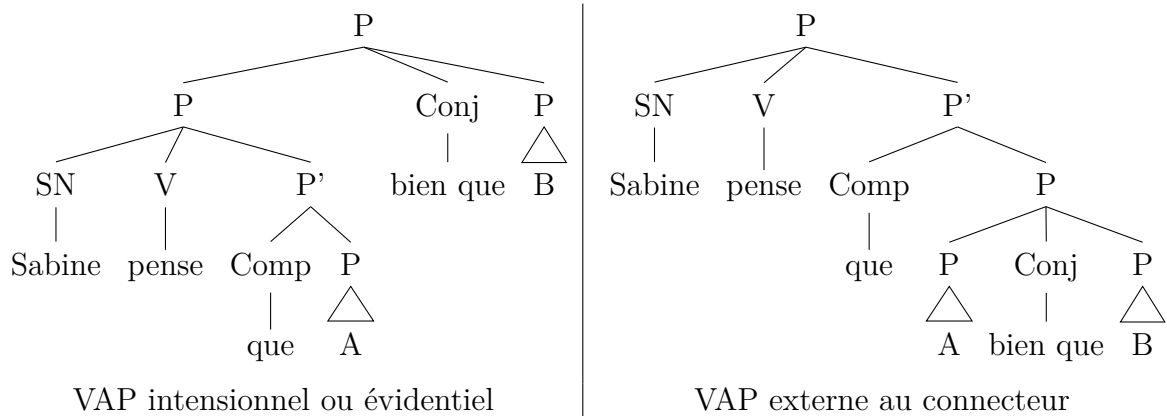 P P
P Conj P SN V P'
SN V P' bien que B Sabine pense Comp P
Sabine pense Comp P que P Conj P
que A A bien que B
VAP intensionnel ou évidentiel VAP externe au connecteur